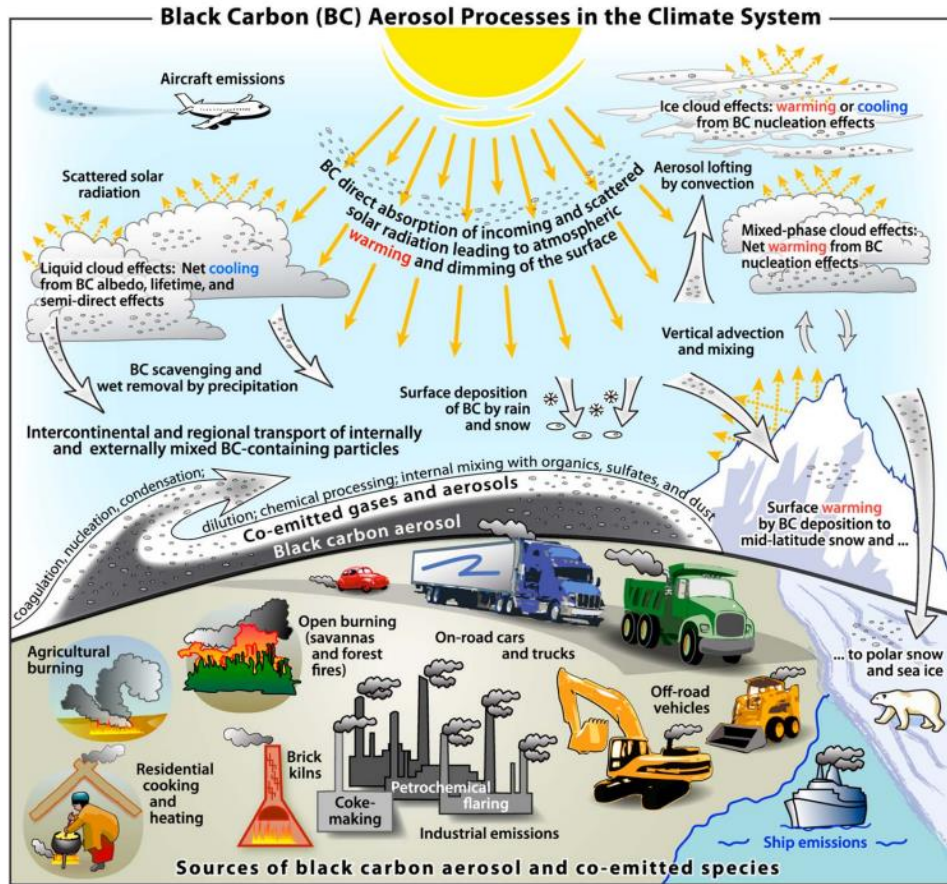 Black Carbon (BC) Aerosol Processes in the Climate System
Aircraft emissions
Ice cloud effects: warming or cooling
from BC nucleation effects
Scattered solar
radiation
BC direct absorption of incoming and scattered
solar radiation leading to atmospheric
warming and dimming of the surface
Aerosol lofting
by convection
Liquid cloud effects: Net cooling
from BC albedo, lifetime, and
semi-direct effects
Mixed-phase cloud effects:
Net warming from BC
nucleation effects
BC scavenging and
wet removal by precipitation
Vertical advection
and mixing
Surface deposition
of BC by rain
and snow
Intercontinental and regional transport of internally
and externally mixed BC-containing particles
coagulation, nucleation, condensation;
dilution; chemical processing; internal mixing with organics, sulfates, and dust
Co-emitted gases and aerosols
Black carbon aerosol
Surface warming
by BC deposition to
mid-latitude snow and ...
... to polar snow
and sea ice
Agricultural
burning
Open burning
(savannas
and forest
fires)
On-road cars
and trucks
Off-road
vehicles
Residential
cooking
and
heating
Brick
kilns
Coke-
making
Petrochemical
flaring
Industrial emissions
Ship emissions
Sources of black carbon aerosol and co-emitted species